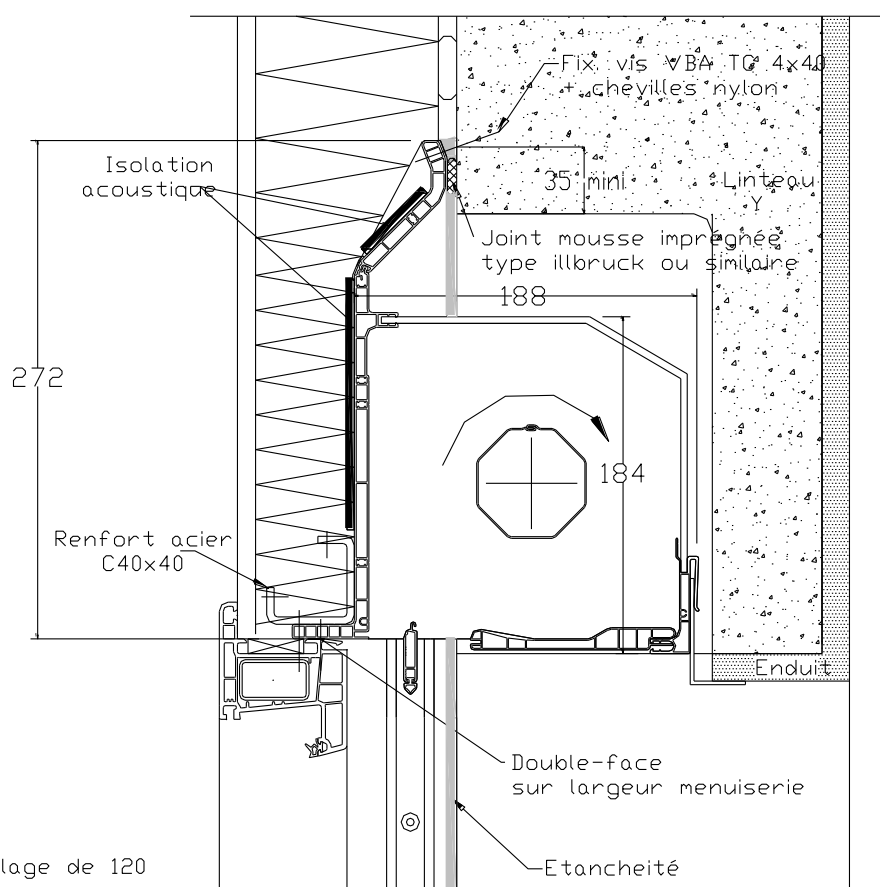 Fix. vis VBA TC 4x40
+ chevilles nylon
Isolation
acoustique
35 mini
Linteau
Y
Joint mousse imprégnée
type illbruck ou similaire
188
272
184
Renfort acier
C40x40
Enduit
Double-face
sur largeur menuiserie
lage de 120
Etancheité